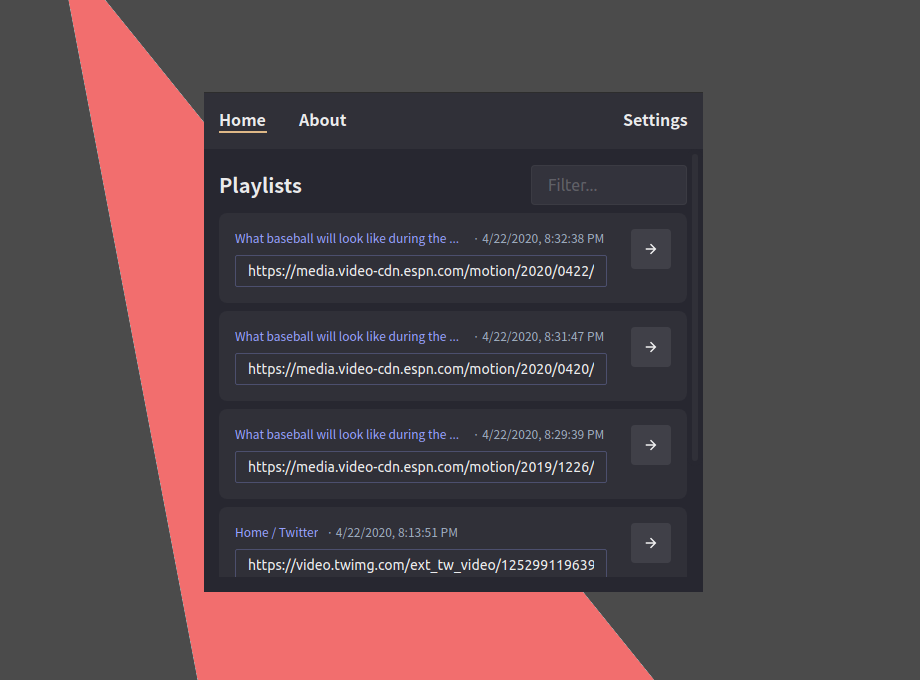 Home About Settings
Playlists Filter...
What baseball will look like during the ... · 4/22/2020, 8:32:38 PM
https://media.video-cdn.espn.com/motion/2020/0422/
What baseball will look like during the ... · 4/22/2020, 8:31:47 PM
https://media.video-cdn.espn.com/motion/2020/0420/
What baseball will look like during the ... · 4/22/2020, 8:29:39 PM
https://media.video-cdn.espn.com/motion/2019/1226/
Home / Twitter · 4/22/2020, 8:13:51 PM
https://video.twimg.com/ext_tw_video/125299119639